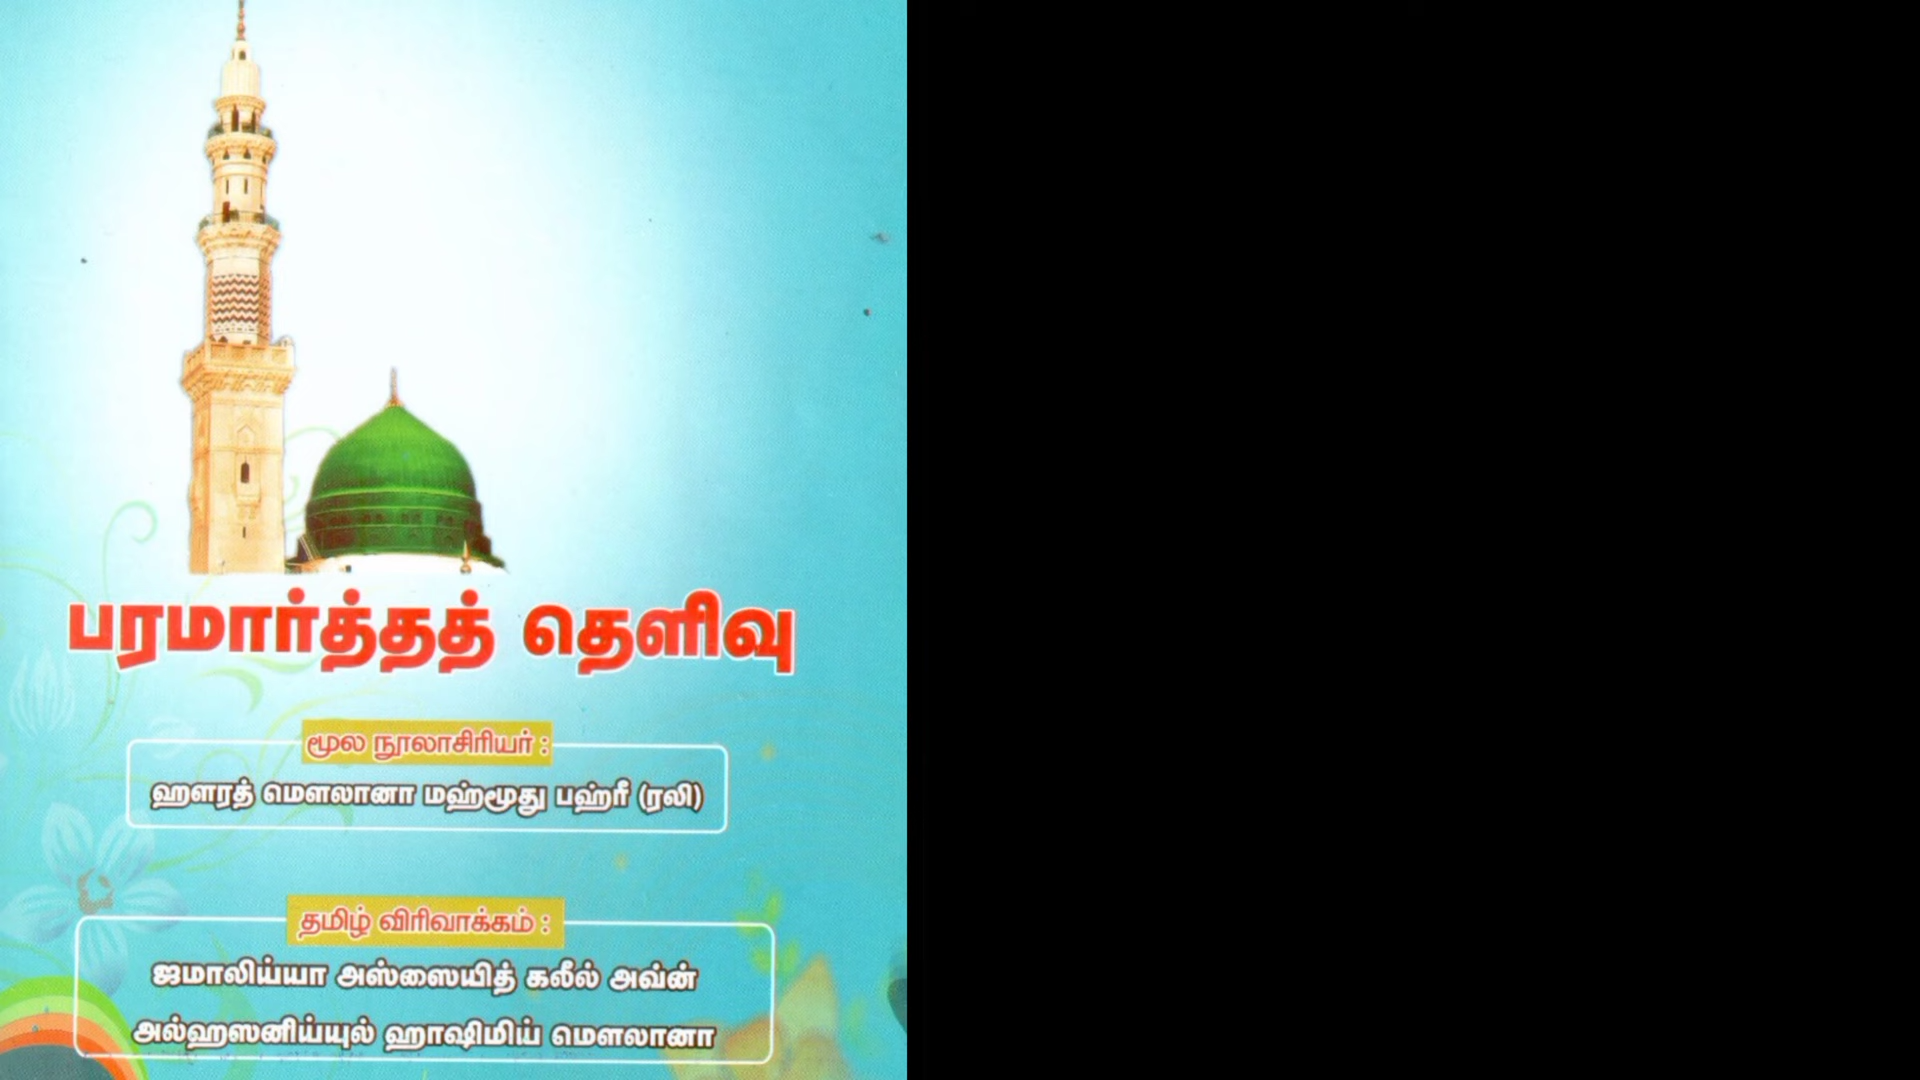 பரமார்த்தத் தெளிவு
மூல நூலாசிரியர் :
ஹளரத் மௌலானா மஹ்மூது பஹ்ரீ (ரலி)
தமிழ் விரிவாக்கம் :
ஜமாலிய்யா அஸ்ஸையித் கலீல் அவ்ன்
அல்ஹஸனிய்யுல் ஹாஷிமிய் மௌலானா